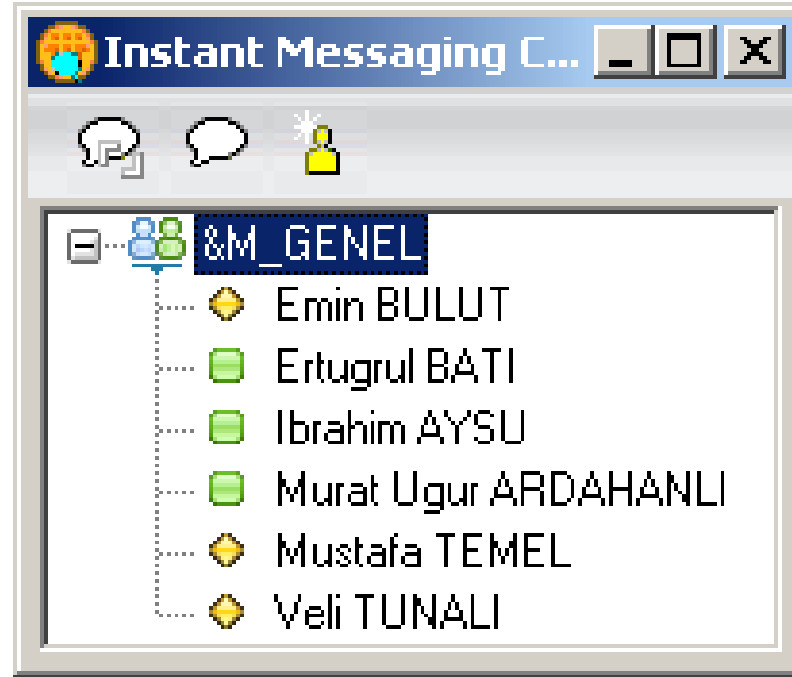 Instant Messaging C...
&M_GENEL
Emin BULUT
Ertugrul BATI
Ibrahim AYSU
Murat Ugur ARDAHANLI
Mustafa TEMEL
Veli TUNALI